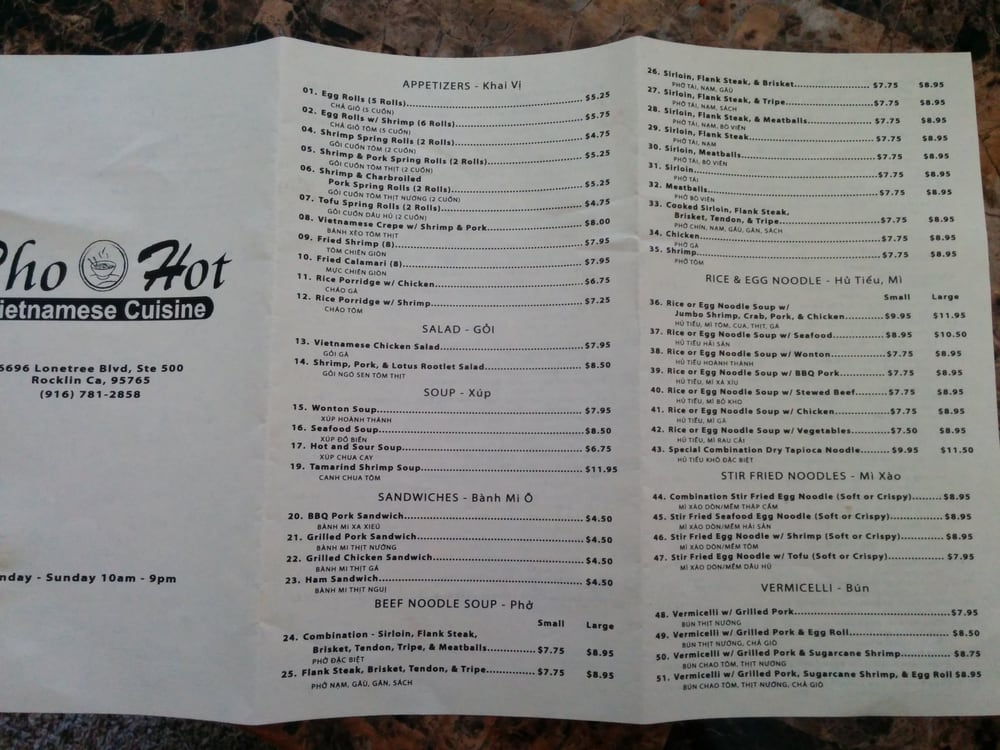 Pho Hot
Vietnamese Cuisine
6696 Lonetree Blvd, Ste 500
Rocklin Ca, 95765
(916) 781-2858
nday - Sunday 10am - 9pm
APPETIZERS - Khai Vị
01. Egg Rolls (5 Rolls) $5.25
CHẢ GIÒ (5 CUỐN)
02. Egg Rolls w/ Shrimp (6 Rolls) $5.75
CHẢ GIÒ TÔM (5 CUỐN)
04. Shrimp Spring Rolls (2 Rolls) $4.75
GỎI CUỐN TÔM (2 CUỐN)
05. Shrimp & Pork Spring Rolls (2 Rolls) $5.25
GỎI CUỐN TÔM THỊT (2 CUỐN)
06. Shrimp & Charbroiled
Pork Spring Rolls (2 Rolls) $5.25
GỎI CUỐN TÔM THỊT NƯỚNG (2 CUỐN)
07. Tofu Spring Rolls (2 Rolls) $4.75
GỎI CUỐN DẦU HỦ (2 CUỐN)
08. Vietnamese Crepe w/ Shrimp & Pork $8.00
BÁNH XÈO TÔM THỊT
09. Fried Shrimp (8) $7.95
TÔM CHIÊN GIÒN
10. Fried Calamari (8) $7.95
MỰC CHIÊN GIÒN
11. Rice Porridge w/ Chicken $6.75
CHÁO GÀ
12. Rice Porridge w/ Shrimp $7.25
CHÁO TÔM
SALAD - GỎI
13. Vietnamese Chicken Salad $7.95
GỎI GÀ
14. Shrimp, Pork, & Lotus Rootlet Salad $8.50
GỎI NGÓ SEN TÔM THỊT
SOUP - Xúp
15. Wonton Soup $7.95
XÚP HOÀNH THÁNH
16. Seafood Soup $8.50
XÚP ĐỒ BIỂN
17. Hot and Sour Soup $6.75
XÚP CHUA CAY
19. Tamarind Shrimp Soup $11.95
CANH CHUA TÔM
SANDWICHES - Bành Mì Ô
20. BBQ Pork Sandwich $4.50
BÁNH MI XA XIEÚ
21. Grilled Pork Sandwich $4.50
BÁNH MI THỊT NƯỚNG
22. Grilled Chicken Sandwich $4.50
BÁNH MI THỊT GÀ
23. Ham Sandwich $4.50
BÁNH MI THỊT NGUỊ
BEEF NOODLE SOUP - Phở
Small Large
24. Combination - Sirloin, Flank Steak,
Brisket, Tendon, Tripe, & Meatballs $7.75 $8.95
PHỞ ĐẶC BIỆT
25. Flank Steak, Brisket, Tendon, & Tripe $7.75 $8.95
PHỞ NẠM, GẦU, GÂN, SÁCH
26. Sirloin, Flank Steak, & Brisket $7.75 $8.95
PHỞ TÁI, NẠM, GẦU
27. Sirloin, Flank Steak, & Tripe $7.75 $8.95
PHỞ TÁI, NẠM, SÁCH
28. Sirloin, Flank Steak, & Meatballs $7.75 $8.95
PHỞ TÁI, NẠM, BÒ VIÊN
29. Sirloin, Flank Steak $7.75 $8.95
PHỞ TÁI, NẠM
30. Sirloin, Meatballs $7.75 $8.95
PHỞ TÁI, BÒ VIÊN
31. Sirloin $7.75 $8.95
PHỞ TÁI
32. Meatballs $7.75 $8.95
PHỞ BÒ VIÊN
33. Cooked Sirloin, Flank Steak,
Brisket, Tendon, & Tripe $7.75 $8.95
PHỞ CHÍN, NẠM, GẦU, GÂN, SÁCH
34. Chicken $7.75 $8.95
PHỞ GÀ
35. Shrimp $7.75 $8.95
PHỞ TÔM
RICE & EGG NOODLE - Hủ Tiếu, Mì
Small Large
36. Rice or Egg Noodle Soup w/
Jumbo Shrimp, Crab, Pork, & Chicken $9.95 $11.95
HỦ TIẾU, MÌ TÔM, CUA, THỊT, GÀ
37. Rice or Egg Noodle Soup w/ Seafood $8.95 $10.50
HỦ TIẾU HẢI SẢN
38. Rice or Egg Noodle Soup w/ Wonton $7.75 $8.95
HỦ TIẾU HOÀNH THÁNH
39. Rice or Egg Noodle Soup w/ BBQ Pork $7.75 $8.95
HỦ TIẾU, MÌ XÁ XÍU
40. Rice or Egg Noodle Soup w/ Stewed Beef $7.75 $8.95
HỦ TIẾU, MÌ BÒ KHO
41. Rice or Egg Noodle Soup w/ Chicken $7.75 $8.95
HỦ TIẾU, MÌ GÀ
42. Rice or Egg Noodle Soup w/ Vegetables $7.50 $8.95
HỦ TIẾU, MÌ RAU CẢI
43. Special Combination Dry Tapioca Noodle $9.95 $11.50
HỦ TIẾU KHÔ ĐẶC BIỆT
STIR FRIED NOODLES - Mì Xào
44. Combination Stir Fried Egg Noodle (Soft or Crispy) $8.95
MÌ XÀO DÒN/MỀM THẬP CẨM
45. Stir Fried Seafood Egg Noodle (Soft or Crispy) $8.95
MÌ XÀO DÒN/MỀM HẢI SẢN
46. Stir Fried Egg Noodle w/ Shrimp (Soft or Crispy) $8.95
MÌ XÀO DÒN/MỀM TÔM
47. Stir Fried Egg Noodle w/ Tofu (Soft or Crispy) $7.95
MÌ XÀO DÒN/MỀM DẦU HỦ
VERMICELLI - Bún
48. Vermicelli w/ Grilled Pork $7.95
BÚN THỊT NƯỚNG
49. Vermicelli w/ Grilled Pork & Egg Roll $8.50
BÚN THỊT NƯỚNG, CHẢ GIÒ
50. Vermicelli w/ Grilled Pork & Sugarcane Shrimp $8.75
BÚN CHẠO TÔM, THỊT NƯỚNG
51. Vermicelli w/ Grilled Pork, Sugarcane Shrimp, & Egg Roll $8.95
BÚN CHẠO TÔM, THỊT NƯỚNG, CHẢ GIÒ